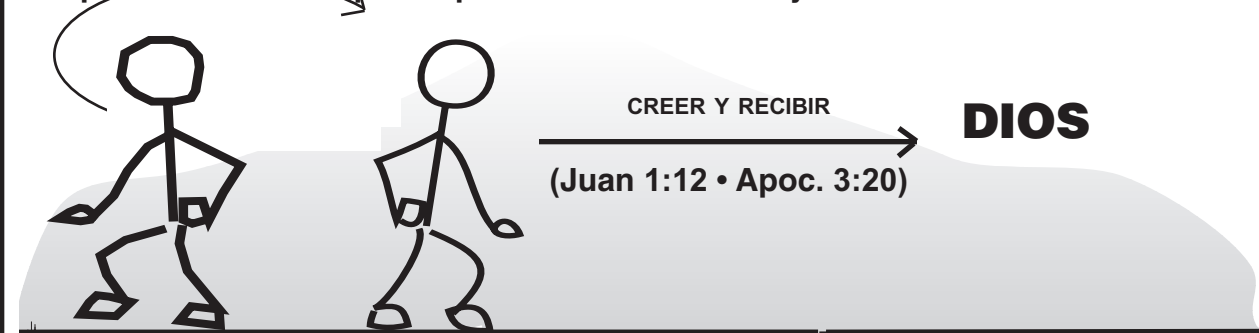 CREER Y RECIBIR
DIOS
(Juan 1:12 • Apoc. 3:20)